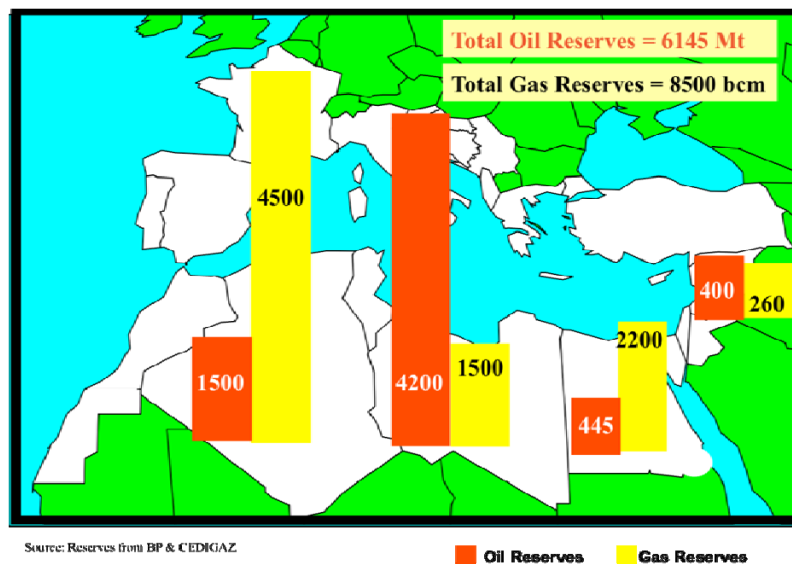 Total Oil Reserves = 6145 Mt
Total Gas Reserves = 8500 bcm
4500
400
260
2200
1500
1500
4200
445
Source: Reserves from BP & CEDIGAZ
Oil Reserves
Gas Reserves